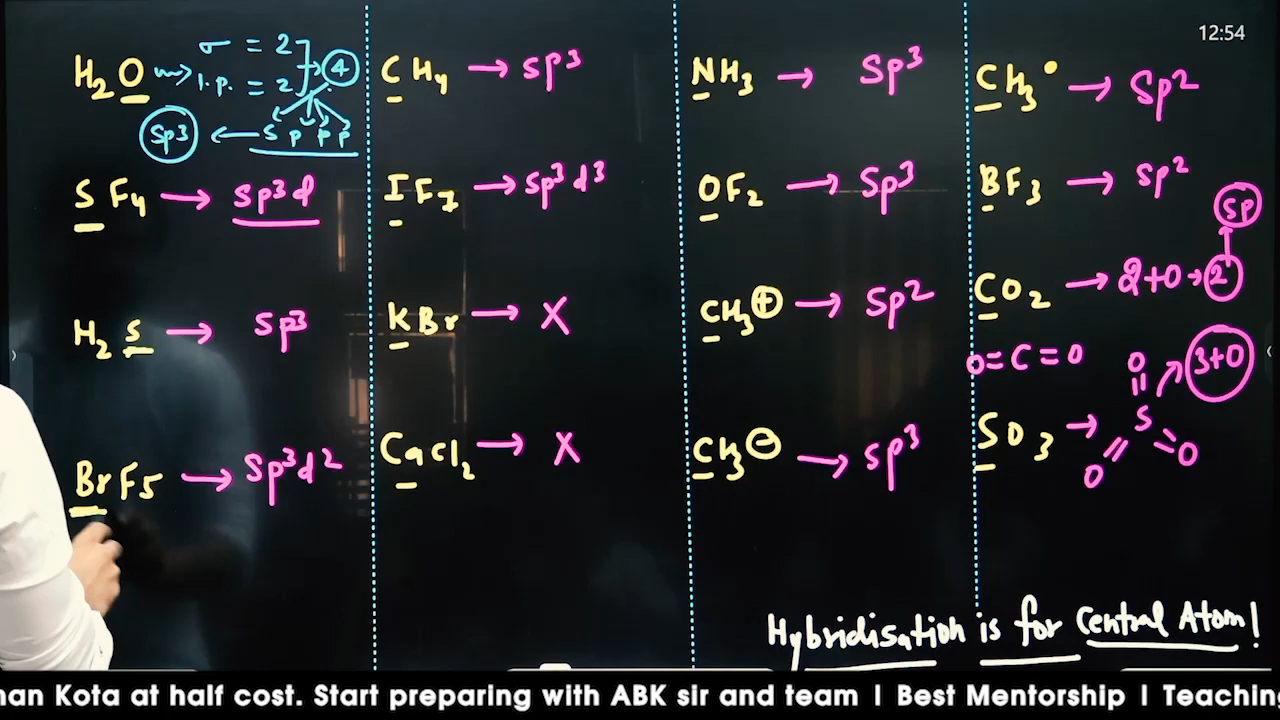 12:54
H₂O ⟿ σ = 2
l.p. = 2 → 4
sp3 ← s p p p
SF₄ → sp³d
H₂S → sp³
BrF₅ → sp³d²
CH₄ → sp³
IF₇ → sp³d³
KBr → X
CaCl₂ → X
NH₃ → sp³
OF₂ → sp³
CH₃⊕ → sp²
CH₃⊖ → sp³
CH₃• → sp²
BF₃ → sp²
sp
CO₂ → 2+0 → 2
O=C=O
3+0
O
SO₃ → S
O O
Hybridisation is for Central Atom!
nan Kota at half cost. Start preparing with ABK sir and team | Best Mentorship | Teaching